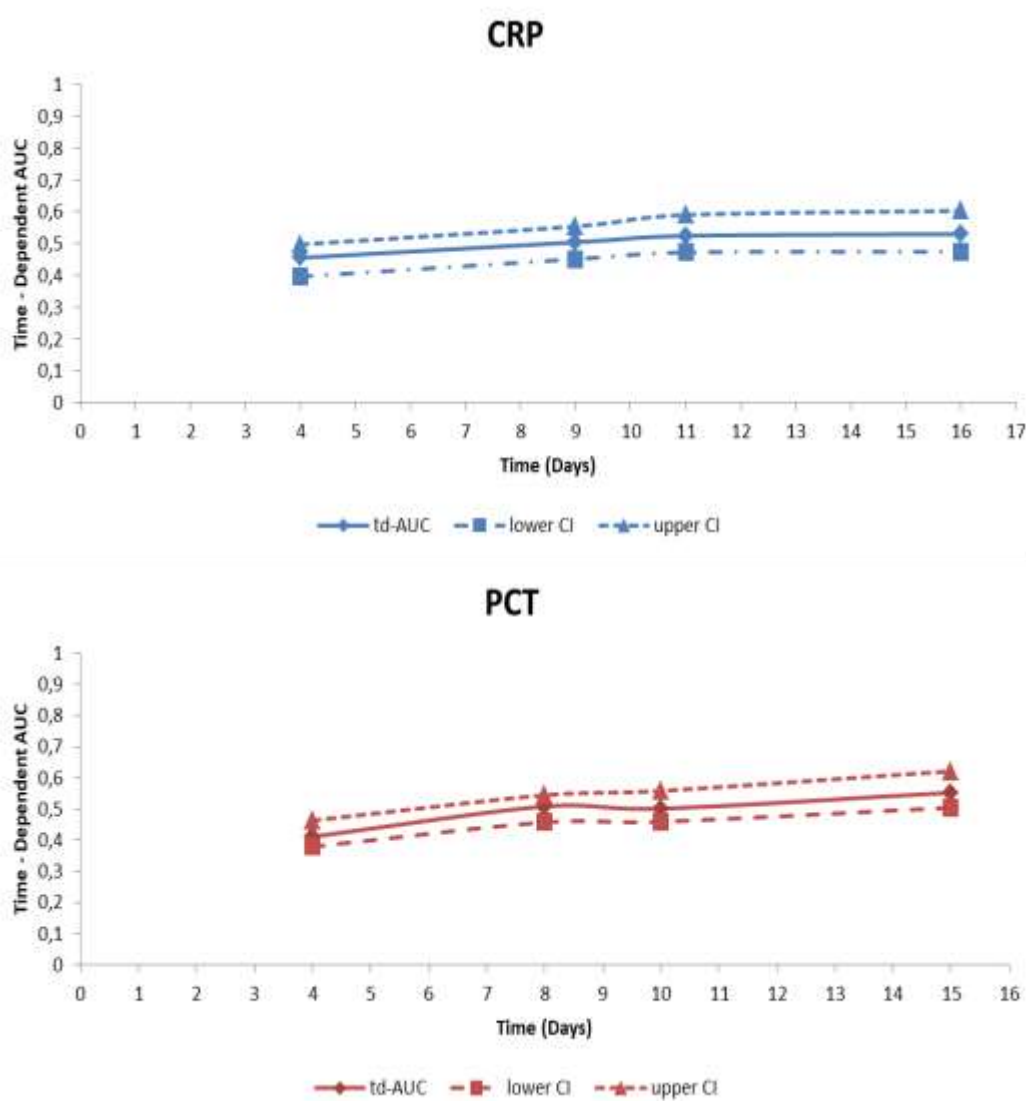 CRP
Time - Dependent AUC
1
0,9
0,8
0,7
0,6
0,5
0,4
0,3
0,2
0,1
0
0 1 2 3 4 5 6 7 8 9 10 11 12 13 14 15 16 17
Time (Days)
td-AUC lower CI upper CI
PCT
Time - Dependent AUC
1
0,9
0,8
0,7
0,6
0,5
0,4
0,3
0,2
0,1
0
0 1 2 3 4 5 6 7 8 9 10 11 12 13 14 15 16
Time (Days)
td-AUC lower CI upper CI